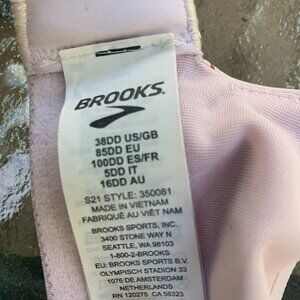 BROOKS
38DD US/GB
85DD EU
100DD ES/FR
5DD IT
16DD AU
S21 STYLE: 350081
MADE IN VIETNAM
FABRIQUÉ AU VIÊT NAM
BROOKS SPORTS, INC.
3400 STONE WAY N
SEATTLE, WA 98103
1-800-2-BROOKS
EU: BROOKS SPORTS B.V.
OLYMPISCH STADION 33
1076 DE AMSTERDAM
NETHERLANDS
RN 120275 CA 58323